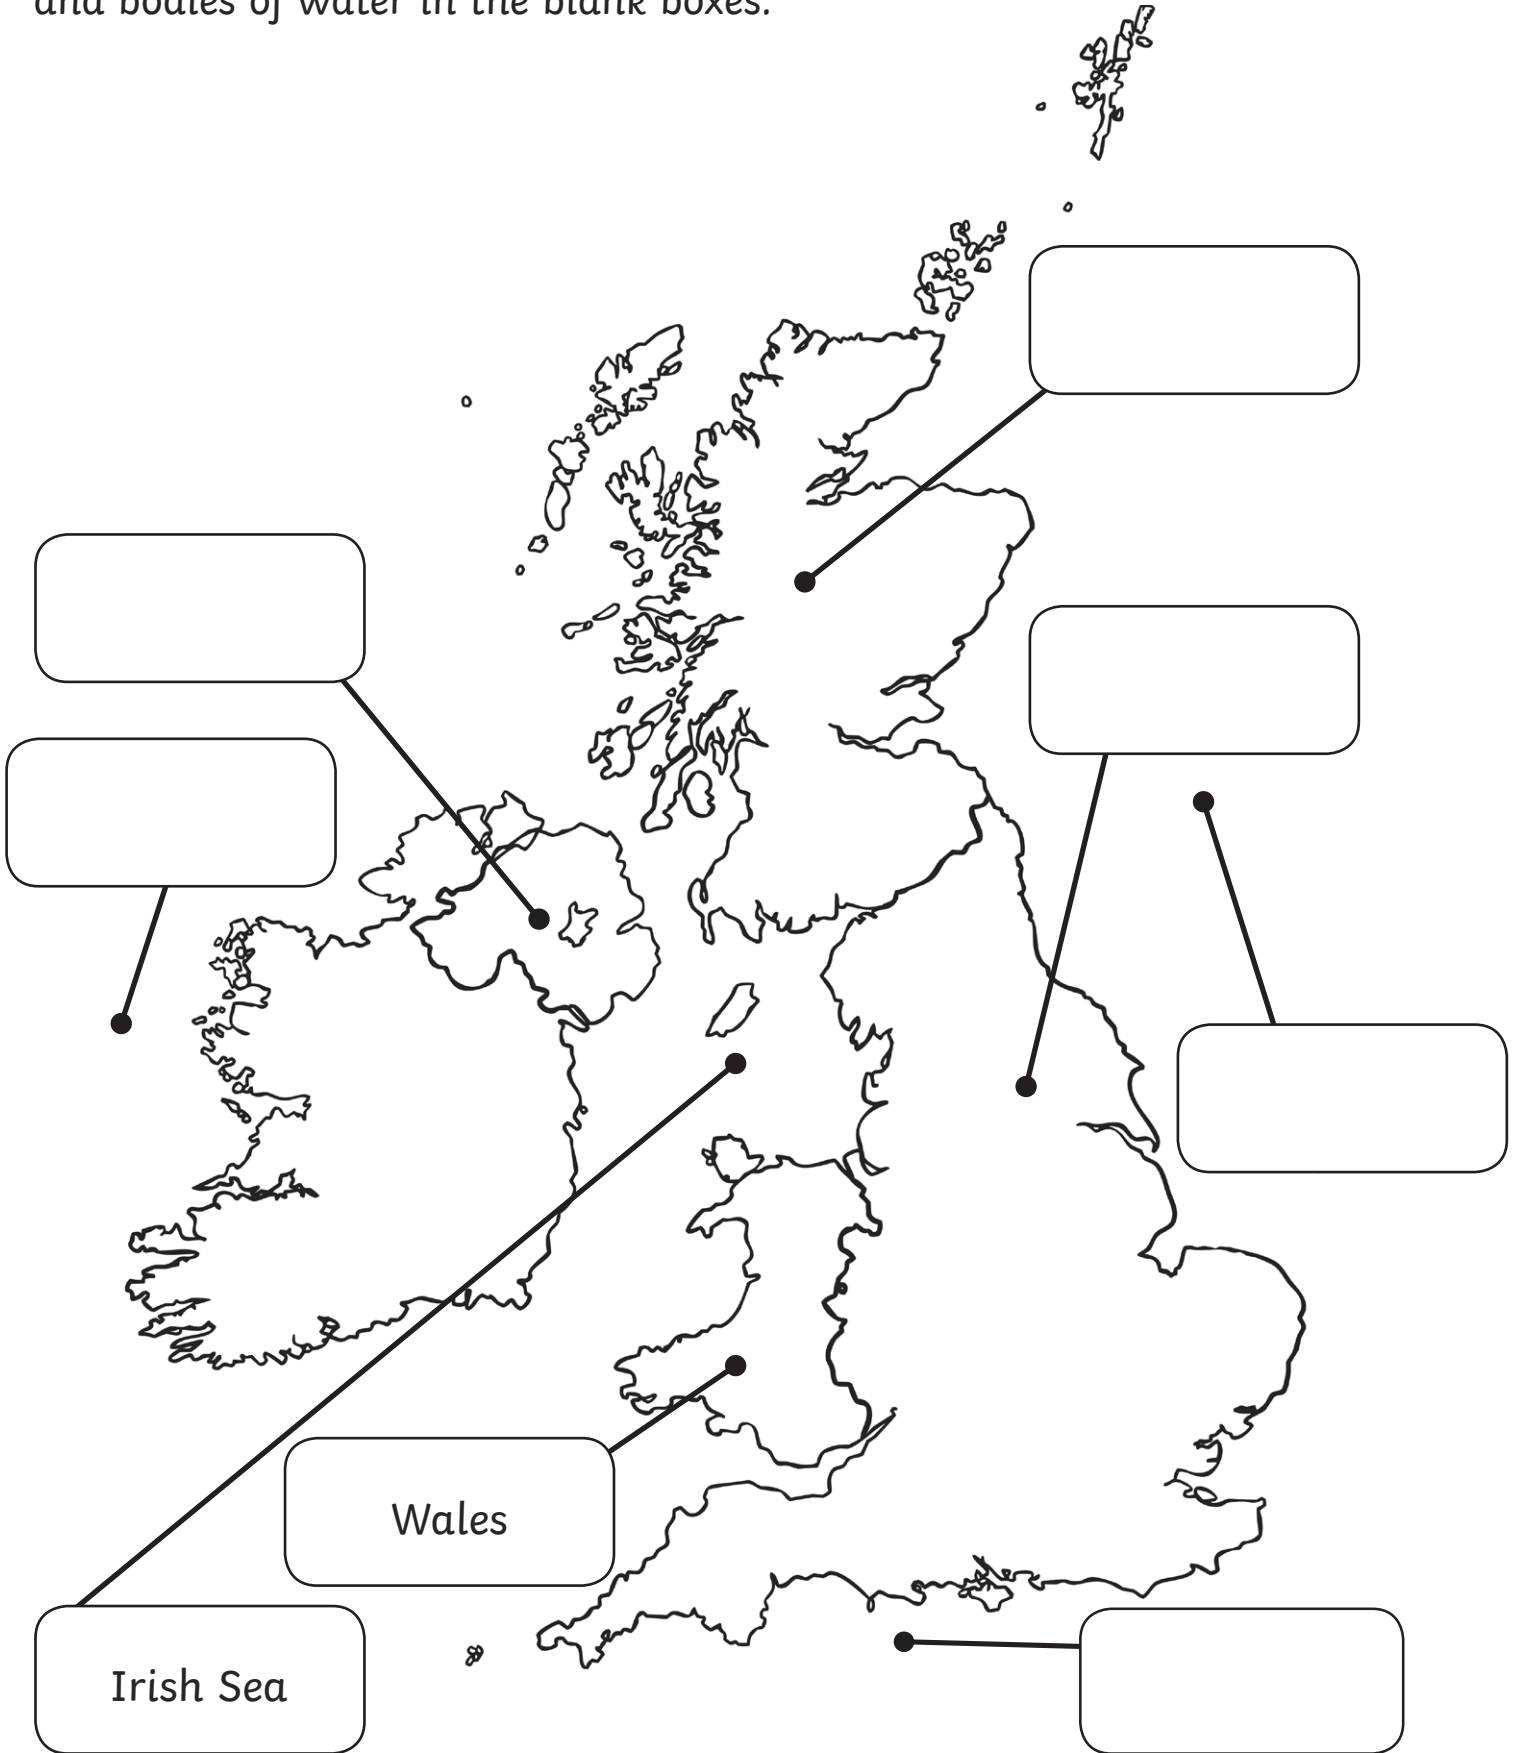 and bodies of water in the blank boxes.
Wales
Irish Sea